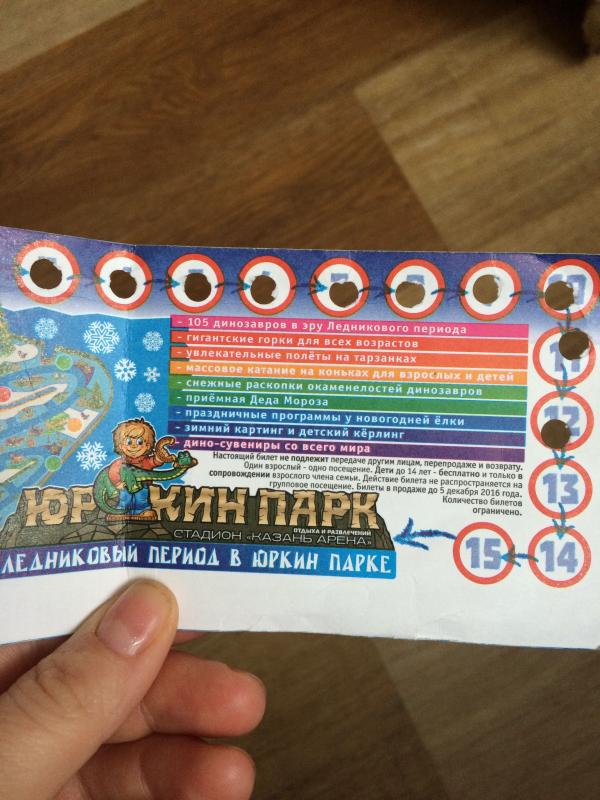 10
- 105 динозавров в эру Ледникового периода
- гигантские горки для всех возрастов
- увлекательные полёты на тарзанках
- массовое катание на коньках для взрослых и детей
- снежные раскопки окаменелостей динозавров
- приёмная Деда Мороза
- праздничные программы у новогодней ёлки
- зимний картинг и детский кёрлинг
- дино-сувениры со всего мира
11
12
13
14
15
Настоящий билет не подлежит передаче другим лицам, перепродаже и возврату.
Один взрослый - одно посещение. Дети до 14 лет - бесплатно и только в
сопровождении взрослого члена семьи. Действие билета не распространяется на
групповое посещение. Билеты в продаже до 5 декабря 2016 года.
Количество билетов
ограничено.
ЮРКИН ПАРК
ОТДЫХА И РАЗВЛЕЧЕНИЙ
СТАДИОН «КАЗАНЬ АРЕНА»
ЛЕДНИКОВЫЙ ПЕРИОД В ЮРКИН ПАРКЕ